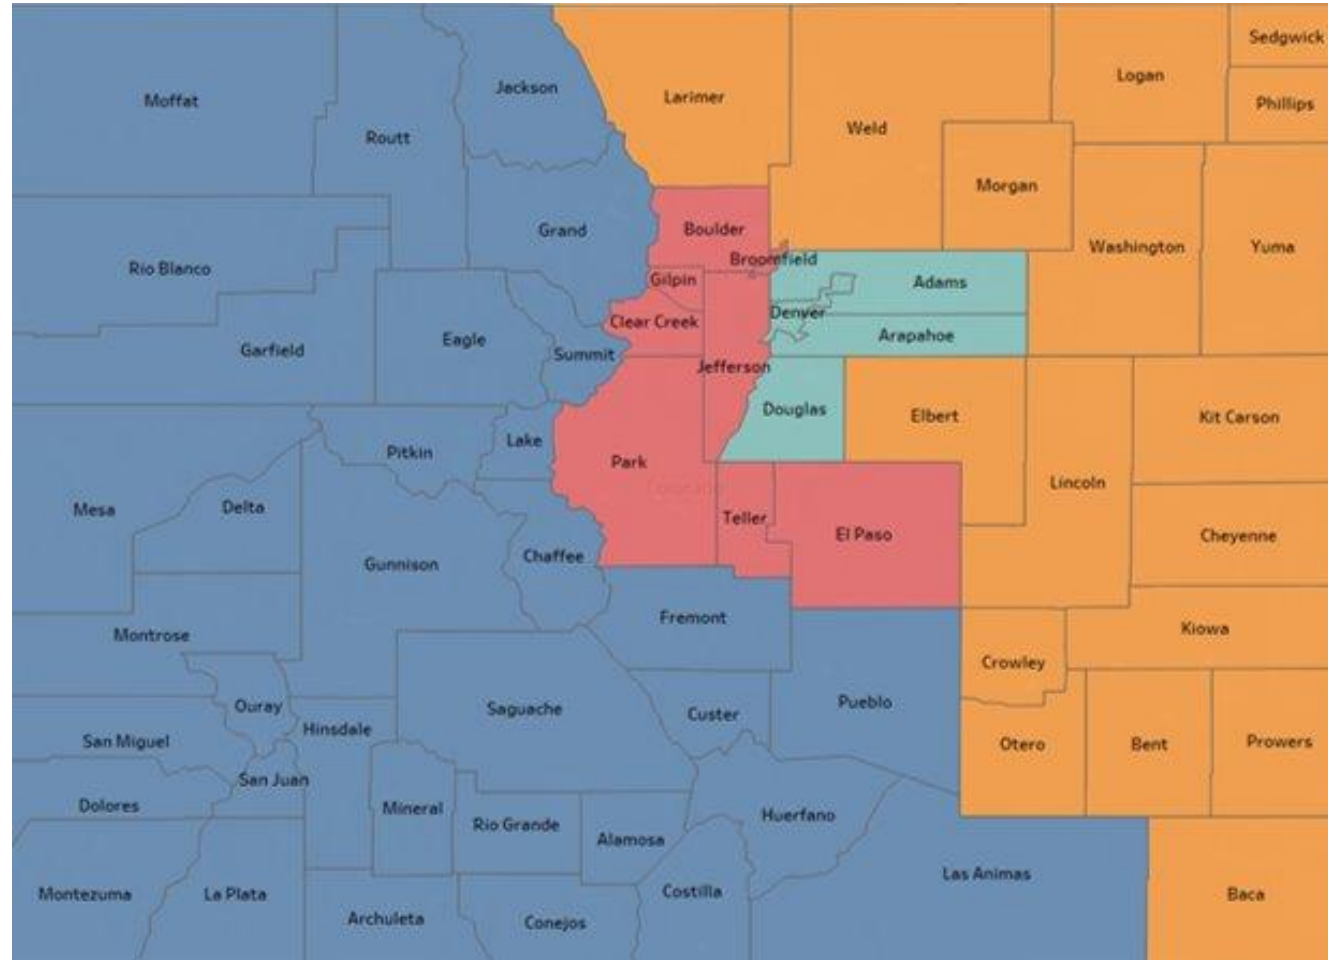 Sedgwick
Logan
Jackson
Larimer
Moffat
Phillips
Weld
Routt
Morgan
Boulder
Grand
Washington
Yuma
Broomfield
Rio Blanco
Gilpin
Adams
Denver
Clear Creek
Arapahoe
Eagle
Garfield
Summit
Jefferson
Douglas
Elbert
Kit Carson
Lake
Pitkin
Park
Lincoln
Colorado
Delta
Mesa
Teller
El Paso
Cheyenne
Chaffee
Gunnison
Fremont
Kiowa
Montrose
Crowley
Pueblo
Ouray
Saguache
Custer
Hinsdale
San Miguel
Otero
Bent
Prowers
San Juan
Dolores
Mineral
Huerfano
Rio Grande
Alamosa
Las Animas
Costilla
Montezuma
La Plata
Baca
Archuleta
Conejos